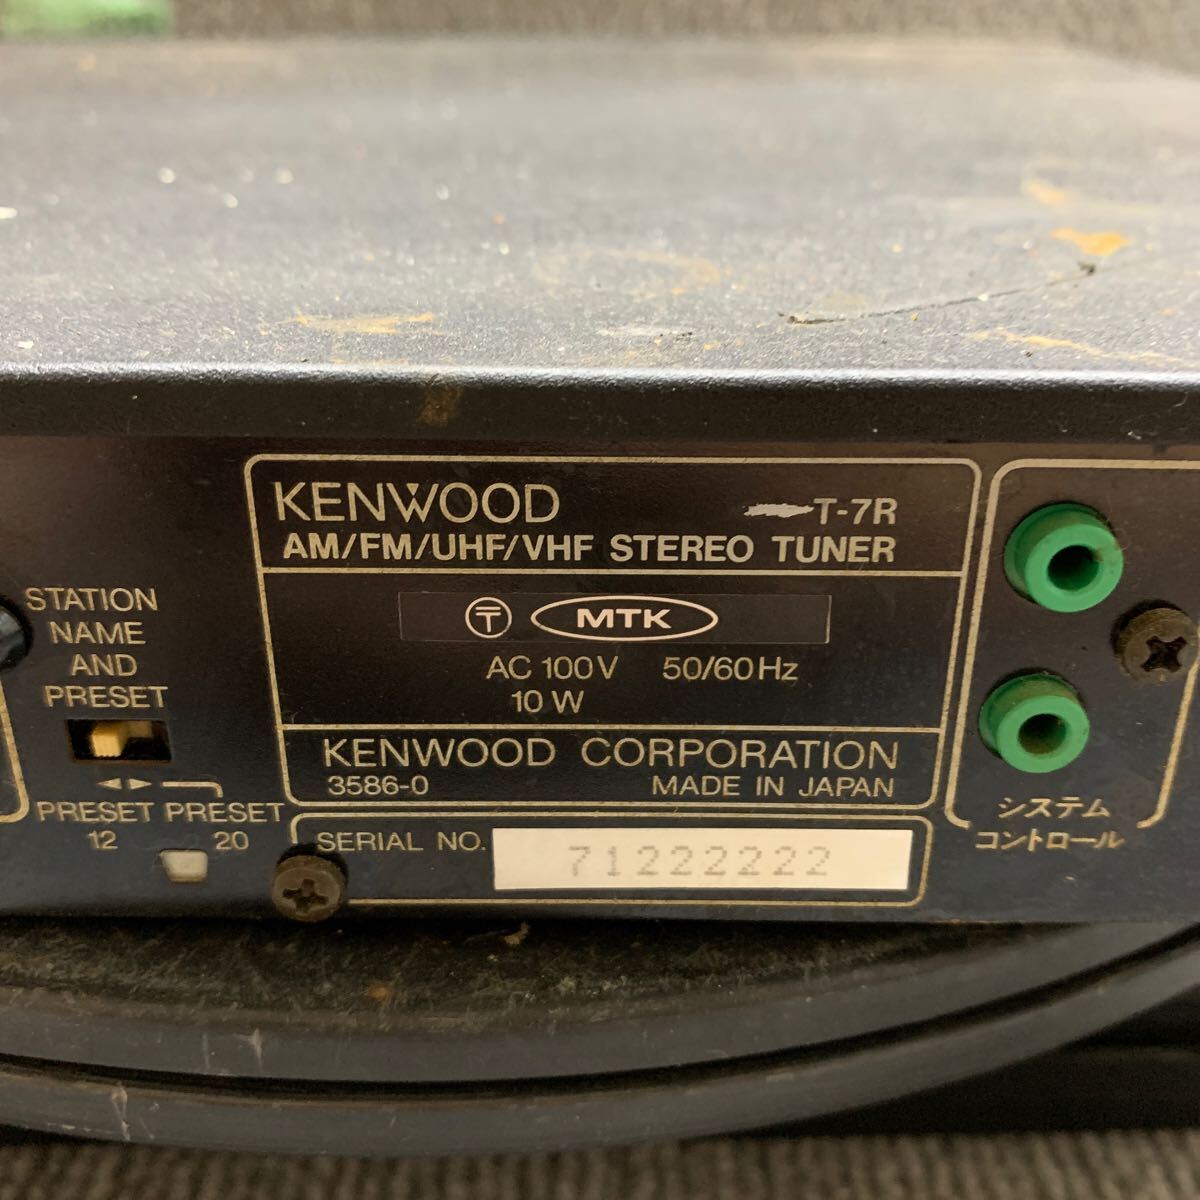 KENWOOD T-7R
AM/FM/UHF/VHF STEREO TUNER
〒 MTK
AC 100V 50/60Hz
10 W
KENWOOD CORPORATION
3586-0 MADE IN JAPAN
SERIAL NO. 71222222
STATION
NAME
AND
PRESET
◄► 
PRESET PRESET
12 20
システム
コントロール